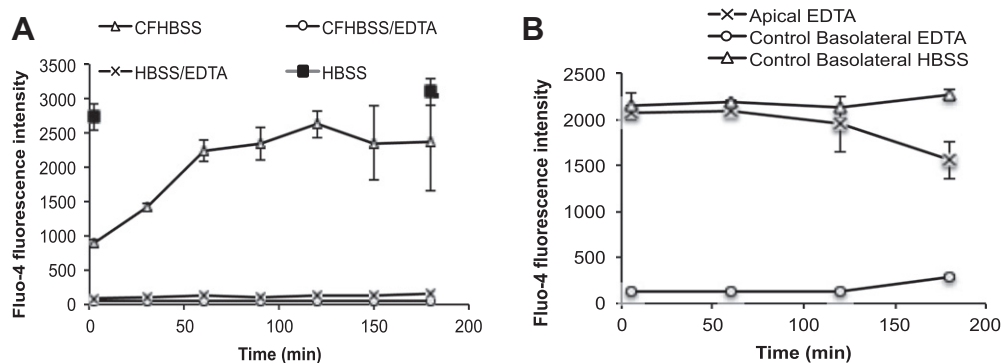 A
CFHBSS
CFHBSS/EDTA
HBSS/EDTA
HBSS
Fluo-4 fluorescence intensity
3500
3000
2500
2000
1500
1000
500
0
0 50 100 150 200
Time (min)
B
Apical EDTA
Control Basolateral EDTA
Control Basolateral HBSS
Fluo-4 fluorescence intensity
2500
2000
1500
1000
500
0
0 50 100 150 200
Time (min)